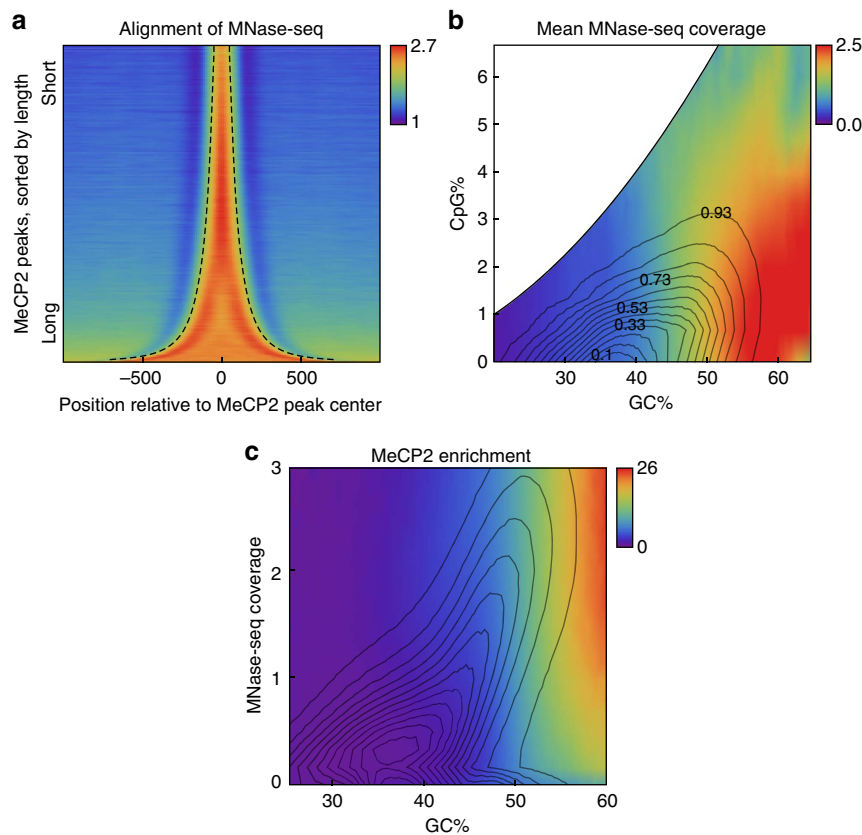 a
Alignment of MNase-seq
MeCP2 peaks, sorted by length
Short
Long
2.7
1
−500
0
500
Position relative to MeCP2 peak center
b
Mean MNase-seq coverage
CpG%
6
5
4
3
2
1
0
0.93
0.73
0.53
0.33
0.1
2.5
0.0
30
40
50
60
GC%
c
MeCP2 enrichment
MNase-seq coverage
3
2
1
0
26
0
30
40
50
60
GC%